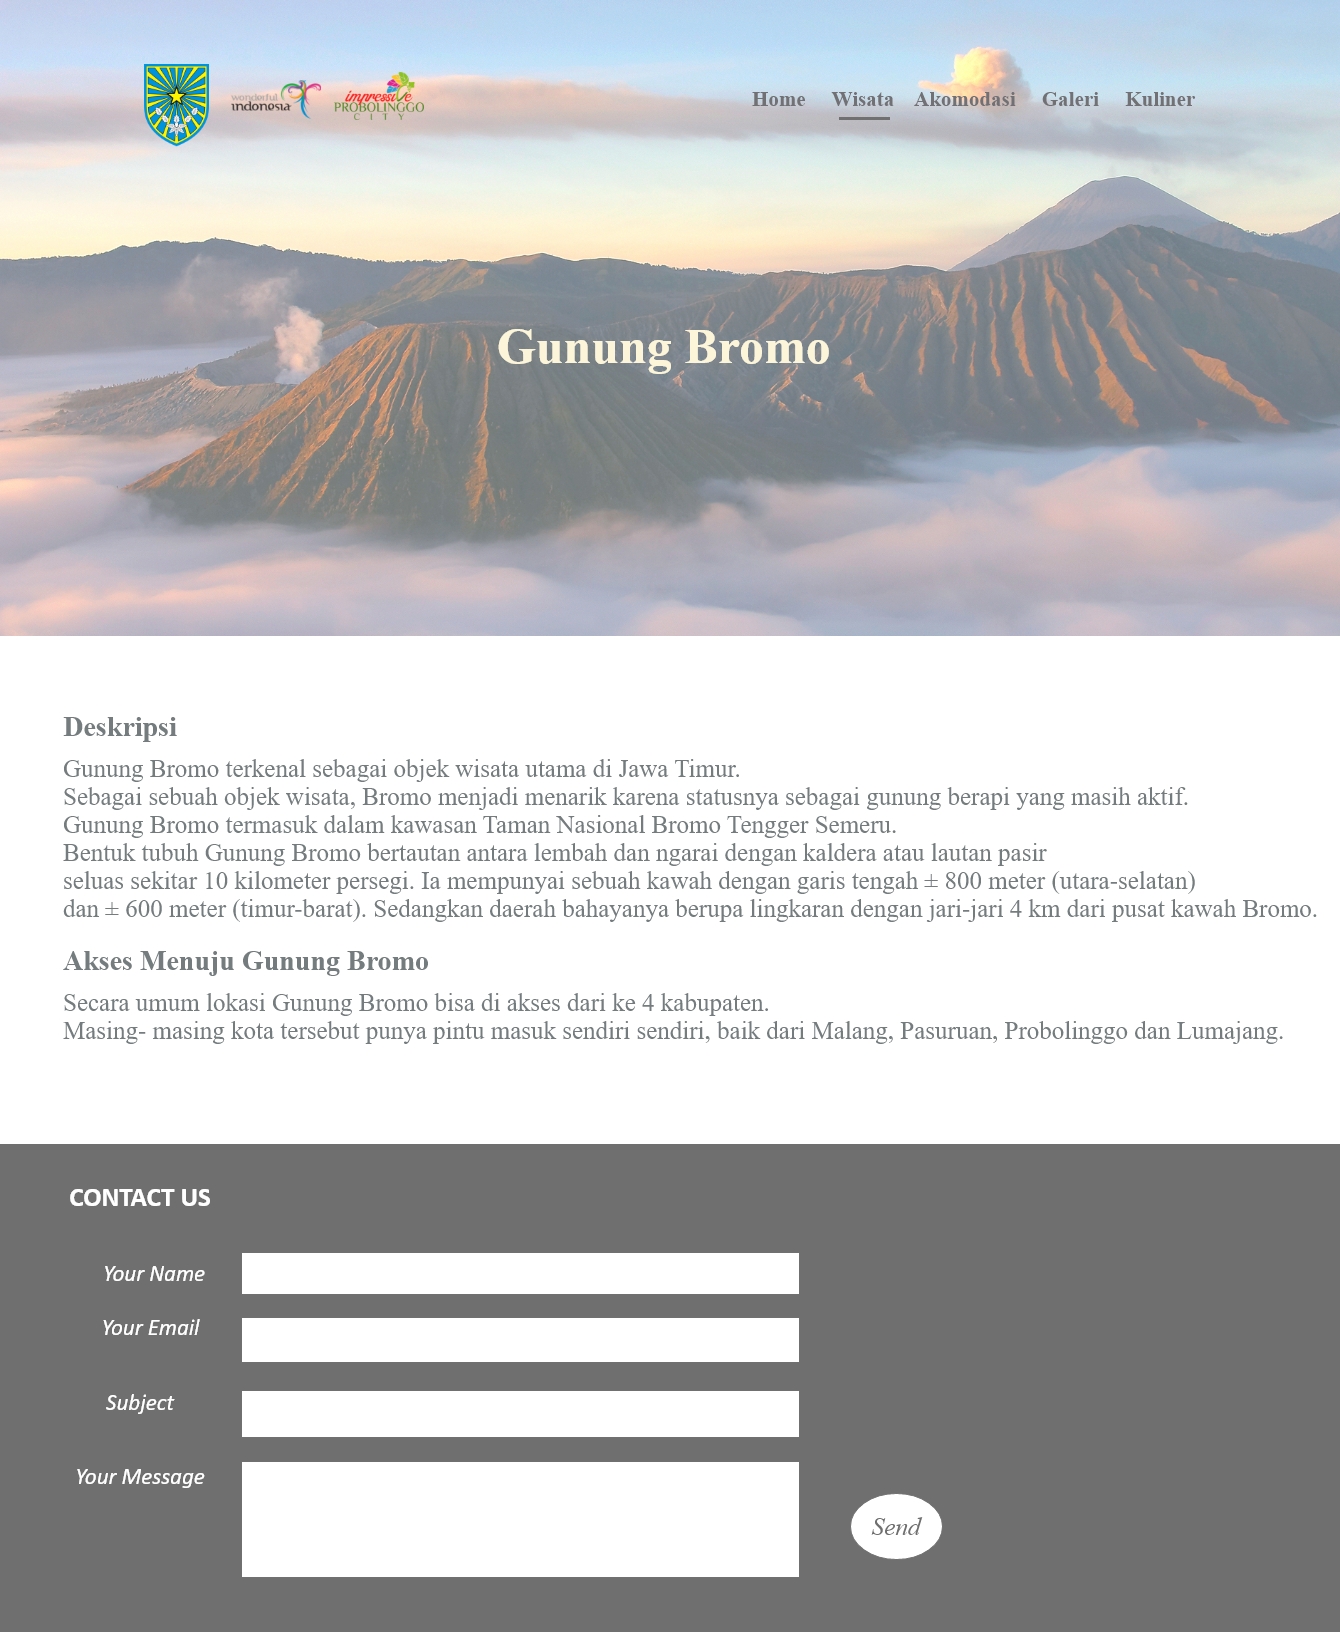 wonderful
indonesia
impressive
PROBOLINGGO
CITY
Home Wisata Akomodasi Galeri Kuliner
Gunung Bromo
Deskripsi
Gunung Bromo terkenal sebagai objek wisata utama di Jawa Timur.
Sebagai sebuah objek wisata, Bromo menjadi menarik karena statusnya sebagai gunung berapi yang masih aktif.
Gunung Bromo termasuk dalam kawasan Taman Nasional Bromo Tengger Semeru.
Bentuk tubuh Gunung Bromo bertautan antara lembah dan ngarai dengan kaldera atau lautan pasir
seluas sekitar 10 kilometer persegi. Ia mempunyai sebuah kawah dengan garis tengah ± 800 meter (utara-selatan)
dan ± 600 meter (timur-barat). Sedangkan daerah bahayanya berupa lingkaran dengan jari-jari 4 km dari pusat kawah Bromo.
Akses Menuju Gunung Bromo
Secara umum lokasi Gunung Bromo bisa di akses dari ke 4 kabupaten.
Masing- masing kota tersebut punya pintu masuk sendiri sendiri, baik dari Malang, Pasuruan, Probolinggo dan Lumajang.
CONTACT US
Your Name
Your Email
Subject
Your Message
Send